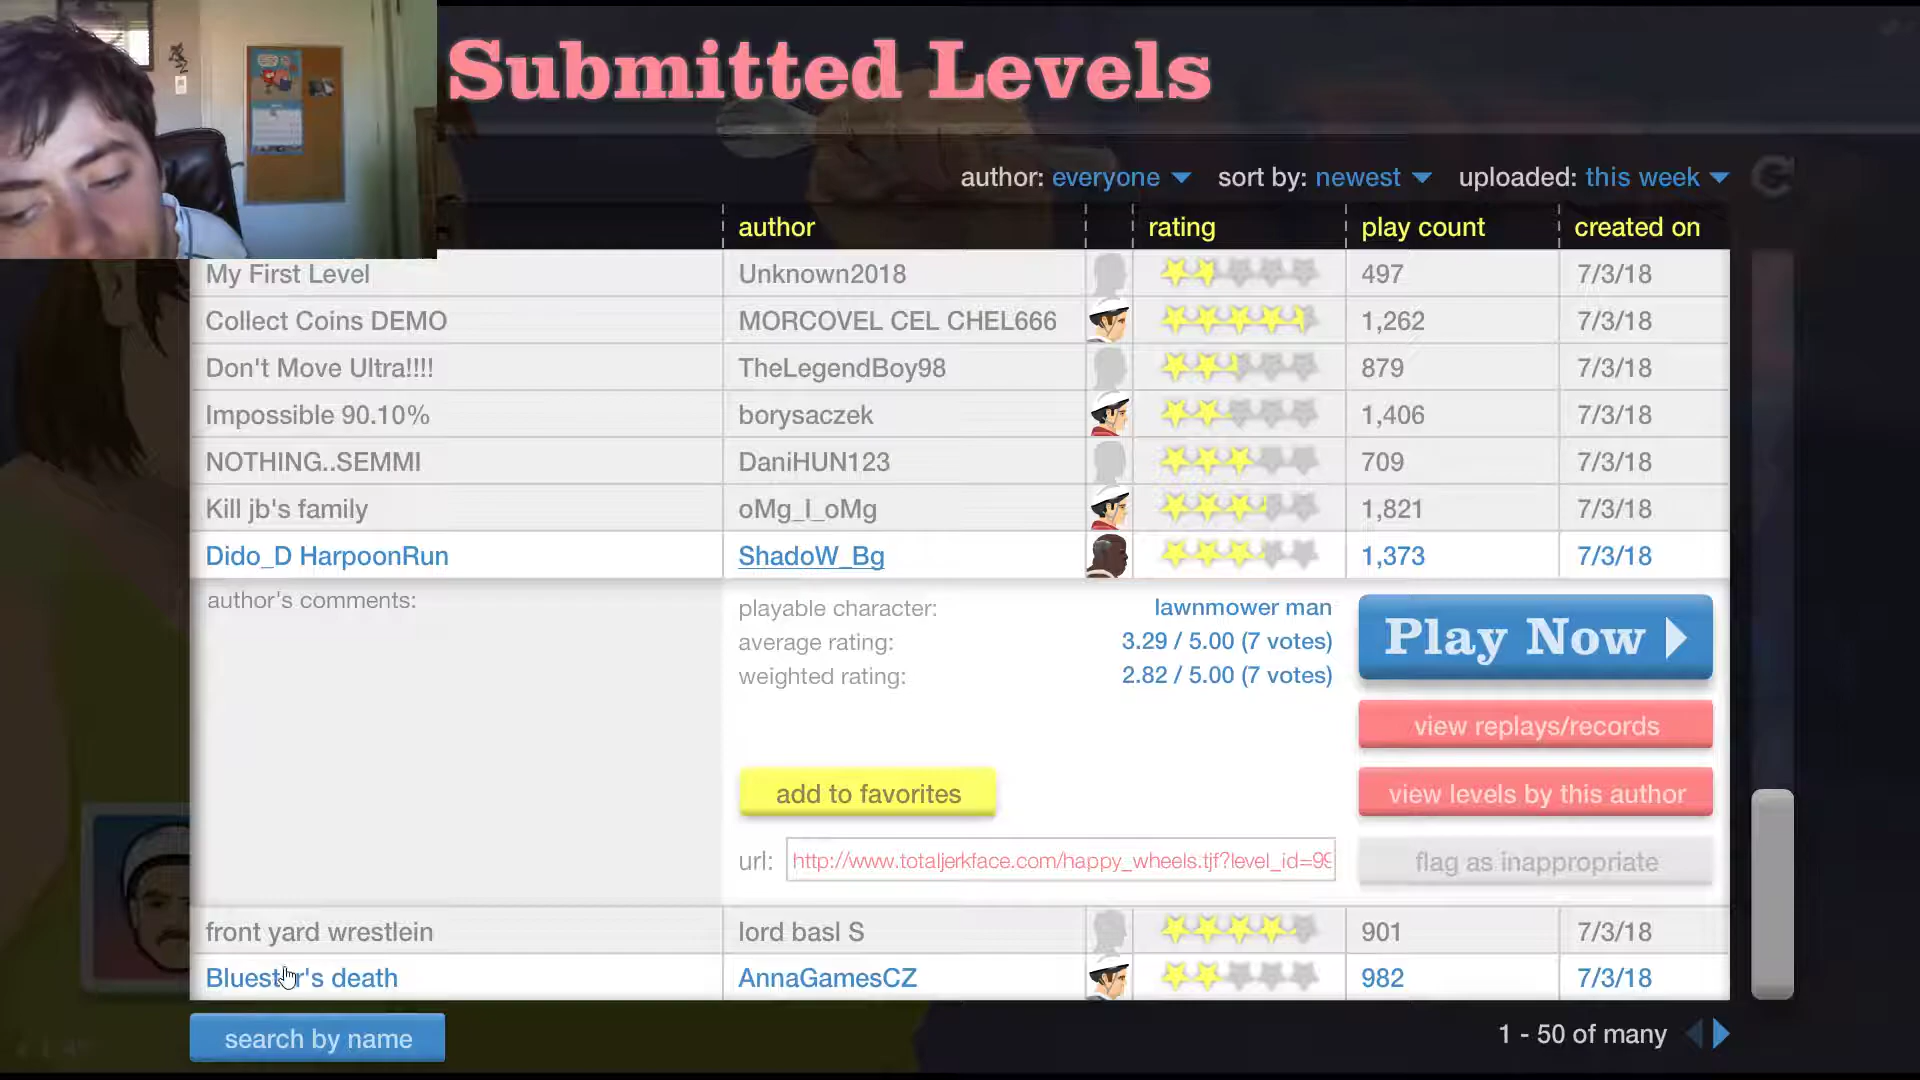 Submitted Levels
author: everyone sort by: newest uploaded: this week
author rating play count created on
My First Level Unknown2018 497 7/3/18
Collect Coins DEMO MORCOVEL CEL CHEL666 1,262 7/3/18
Don't Move Ultra!!!! TheLegendBoy98 879 7/3/18
Impossible 90.10% borysaczek 1,406 7/3/18
NOTHING..SEMMI DaniHUN123 709 7/3/18
Kill jb's family oMg_I_oMg 1,821 7/3/18
Dido_D HarpoonRun ShadoW_Bg 1,373 7/3/18
author's comments:
playable character: lawnmower man
average rating: 3.29 / 5.00 (7 votes)
weighted rating: 2.82 / 5.00 (7 votes)
Play Now
view replays/records
add to favorites
view levels by this author
url: http://www.totaljerkface.com/happy_wheels.tjf?level_id=99
flag as inappropriate
front yard wrestlein lord basl S 901 7/3/18
death AnnaGamesCZ 982 7/3/18
search by name
1 - 50 of many